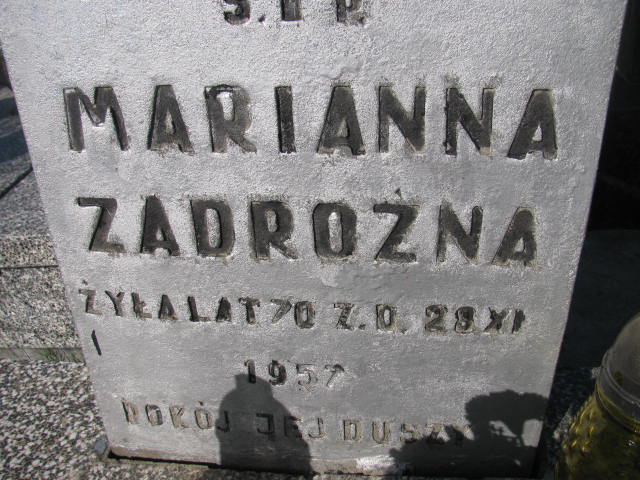 Ś.†P.
MARIANNA
ZADROŻNA
ŻYŁA LAT 70 Z.D. 28 XI
1957
POKÓJ JEJ DUSZY